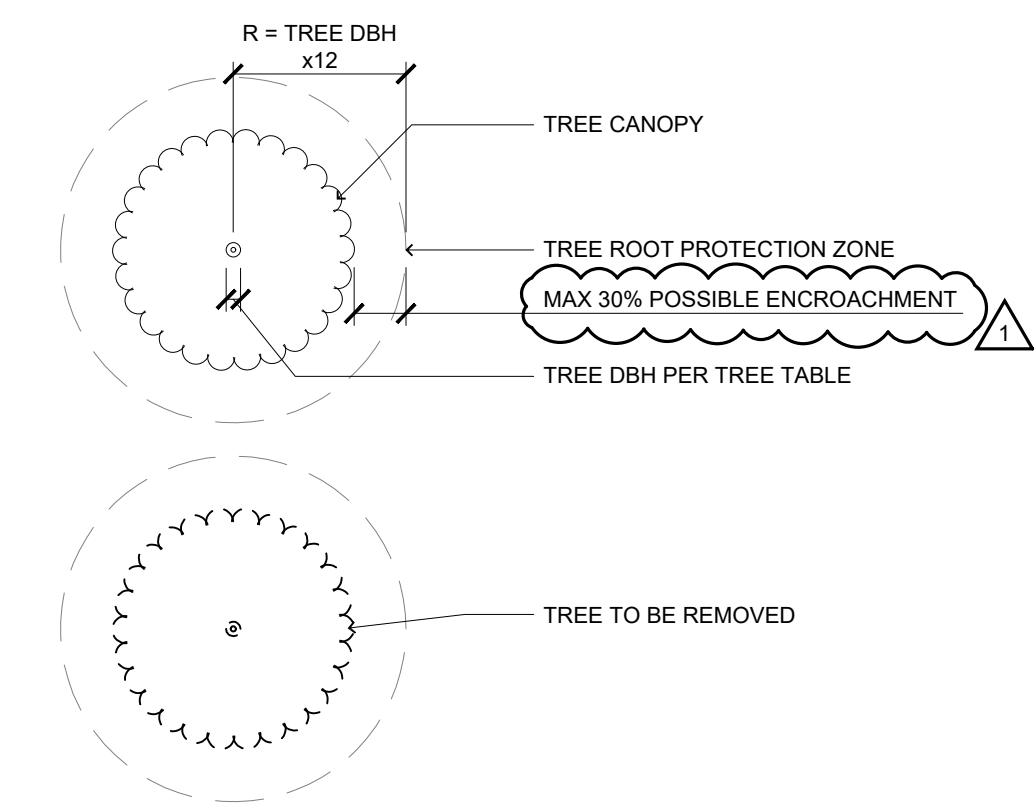 R = TREE DBH
x12
TREE CANOPY
TREE ROOT PROTECTION ZONE
MAX 30% POSSIBLE ENCROACHMENT
1
TREE DBH PER TREE TABLE
TREE TO BE REMOVED